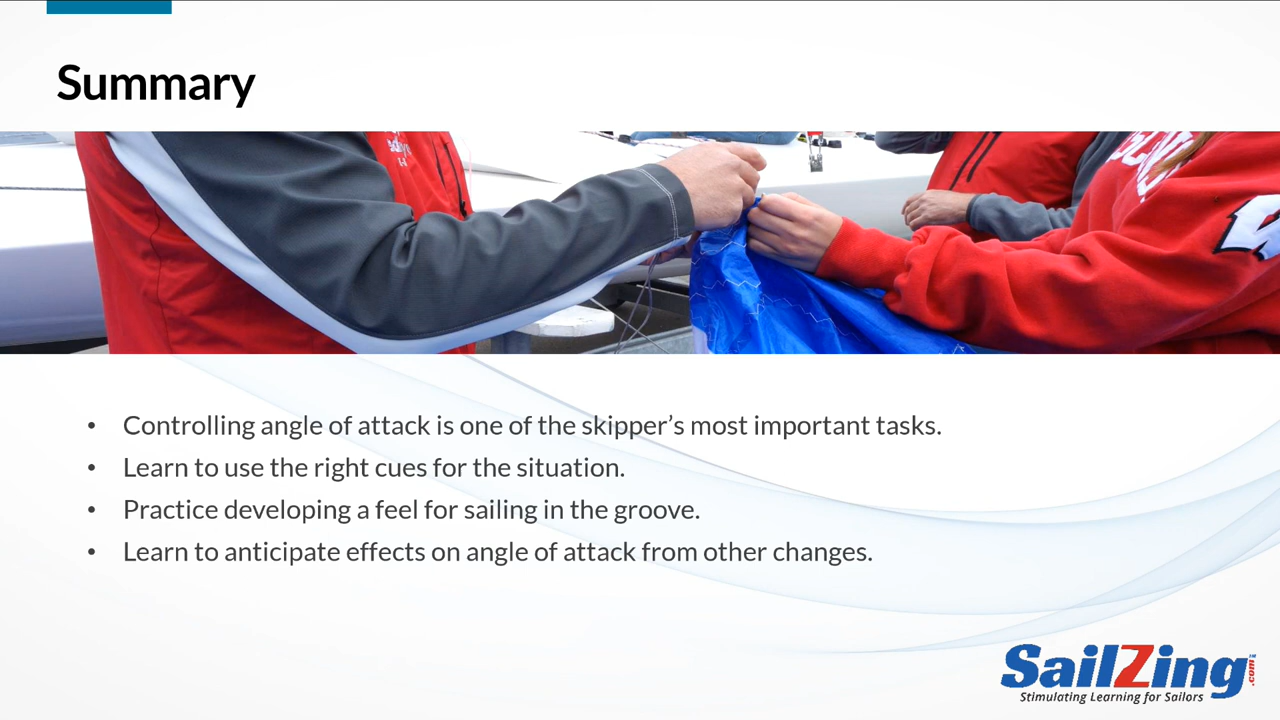 Summary
• Controlling angle of attack is one of the skipper’s most important tasks.
• Learn to use the right cues for the situation.
• Practice developing a feel for sailing in the groove.
• Learn to anticipate effects on angle of attack from other changes.
SailZing.com
Stimulating Learning for Sailors